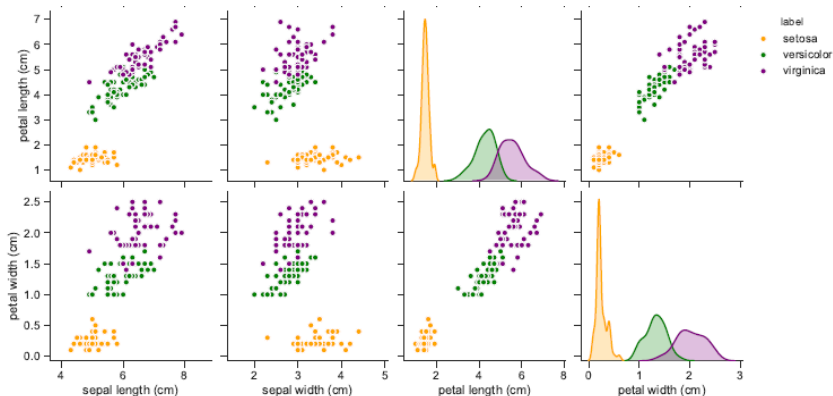 label
setosa
versicolor
virginica
petal length (cm)
7
6
5
4
3
2
1
petal width (cm)
2.5
2.0
1.5
1.0
0.5
0.0
4 6 8
sepal length (cm)
2 3 4 5
sepal width (cm)
2 4 6 8
petal length (cm)
0 1 2 3
petal width (cm)